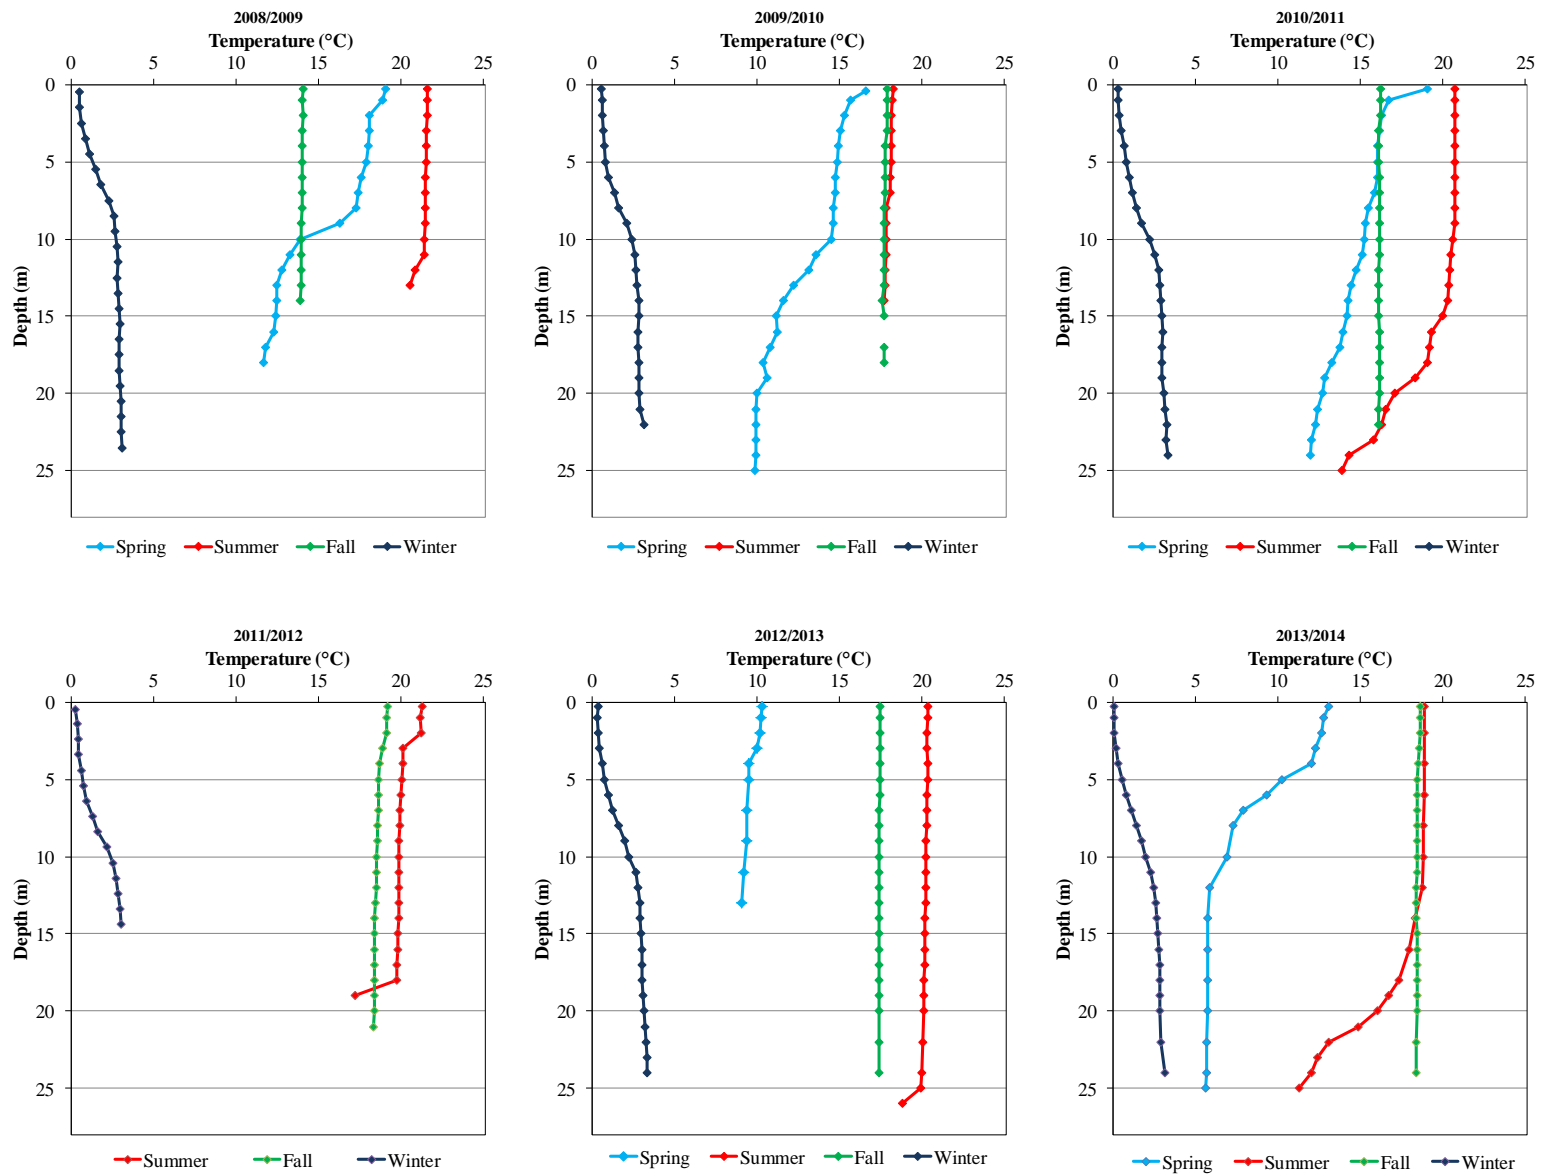 2008/2009
Temperature (°C)
0 5 10 15 20 25
0
5
10
15
20
25
Depth (m)
Spring Summer Fall Winter
2009/2010
Temperature (°C)
0 5 10 15 20 25
0
5
10
15
20
25
Depth (m)
Spring Summer Fall Winter
2010/2011
Temperature (°C)
0 5 10 15 20 25
0
5
10
15
20
25
Depth (m)
Spring Summer Fall Winter
2011/2012
Temperature (°C)
0 5 10 15 20 25
0
5
10
15
20
25
Depth (m)
Summer Fall Winter
2012/2013
Temperature (°C)
0 5 10 15 20 25
0
5
10
15
20
25
Depth (m)
Spring Summer Fall Winter
2013/2014
Temperature (°C)
0 5 10 15 20 25
0
5
10
15
20
25
Depth (m)
Spring Summer Fall Winter